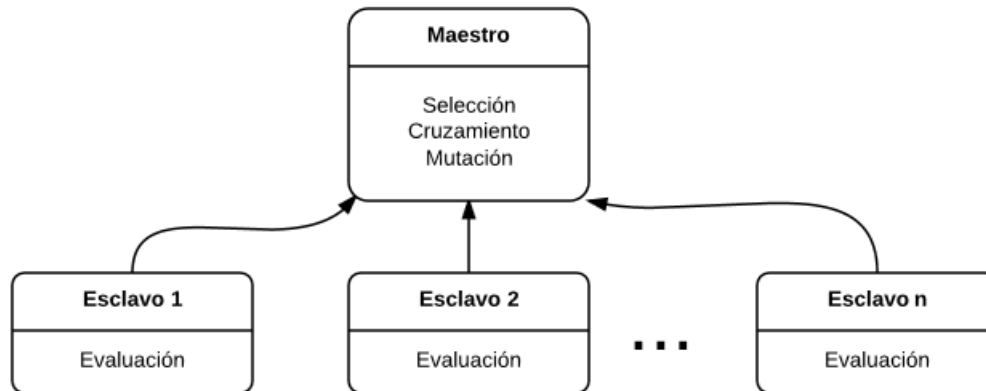 Maestro
Selección
Cruzamiento
Mutación
Esclavo 1
Evaluación
Esclavo 2
Evaluación
...
Esclavo n
Evaluación